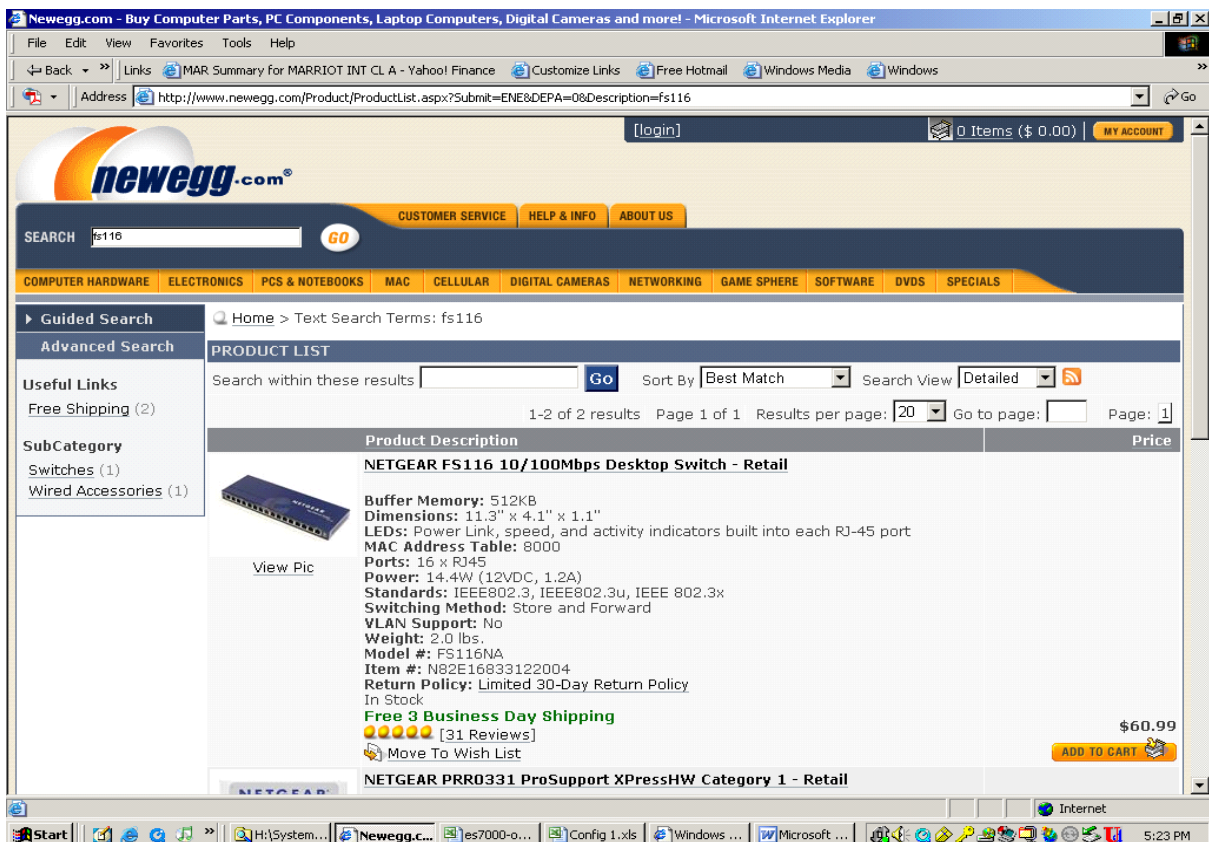 Newegg.com - Buy Computer Parts, PC Components, Laptop Computers, Digital Cameras and more! - Microsoft Internet Explorer
File Edit View Favorites Tools Help
Back » Links MAR Summary for MARRIOT INT CL A - Yahoo! Finance Customize Links Free Hotmail Windows Media Windows »
Address http://www.newegg.com/Product/ProductList.aspx?Submit=ENE&DEPA=0&Description=fs116 Go
[login] 0 Items ($ 0.00) | MY ACCOUNT
newegg.com®
CUSTOMER SERVICE HELP & INFO ABOUT US
SEARCH fs116 GO
COMPUTER HARDWARE ELECTRONICS PCS & NOTEBOOKS MAC CELLULAR DIGITAL CAMERAS NETWORKING GAME SPHERE SOFTWARE DVDS SPECIALS
Guided Search
Advanced Search
Useful Links
Free Shipping (2)
SubCategory
Switches (1)
Wired Accessories (1)
Home > Text Search Terms: fs116
PRODUCT LIST
Search within these results Go Sort By Best Match Search View Detailed
1-2 of 2 results Page 1 of 1 Results per page: 20 Go to page: Page: 1
Product Description Price
NETGEAR FS116 10/100Mbps Desktop Switch - Retail
Buffer Memory: 512KB
Dimensions: 11.3" x 4.1" x 1.1"
LEDs: Power Link, speed, and activity indicators built into each RJ-45 port
MAC Address Table: 8000
Ports: 16 x RJ45
Power: 14.4W (12VDC, 1.2A)
Standards: IEEE802.3, IEEE802.3u, IEEE 802.3x
Switching Method: Store and Forward
VLAN Support: No
Weight: 2.0 lbs.
Model #: FS116NA
Item #: N82E16833122004
Return Policy: Limited 30-Day Return Policy
In Stock
Free 3 Business Day Shipping
[31 Reviews]
Move To Wish List
View Pic
$60.99
ADD TO CART
NETGEAR PRR0331 ProSupport XPressHW Category 1 - Retail
NETGEAR
Internet
Start » H:\System... Newegg.c... es7000-o... Config 1.xls Windows ... Microsoft ... 5:23 PM